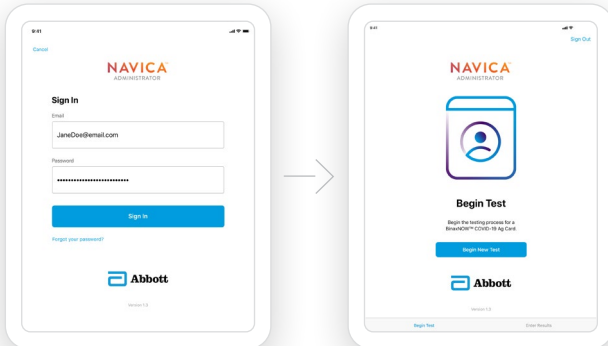 9:41
Cancel
NAVICA
ADMINISTRATOR
Sign In
Email
JaneDoe@email.com
Password
••••••••••••••••••••••••••
Sign In
Forgot your password?
Abbott
Version 1.0
9:41
Sign Out
NAVICA
ADMINISTRATOR
Begin Test
Begin the testing process for a
BinaxNOW™ COVID-19 Ag Card
Begin New Test
Abbott
Version 1.0
Begin Test
Enter Results